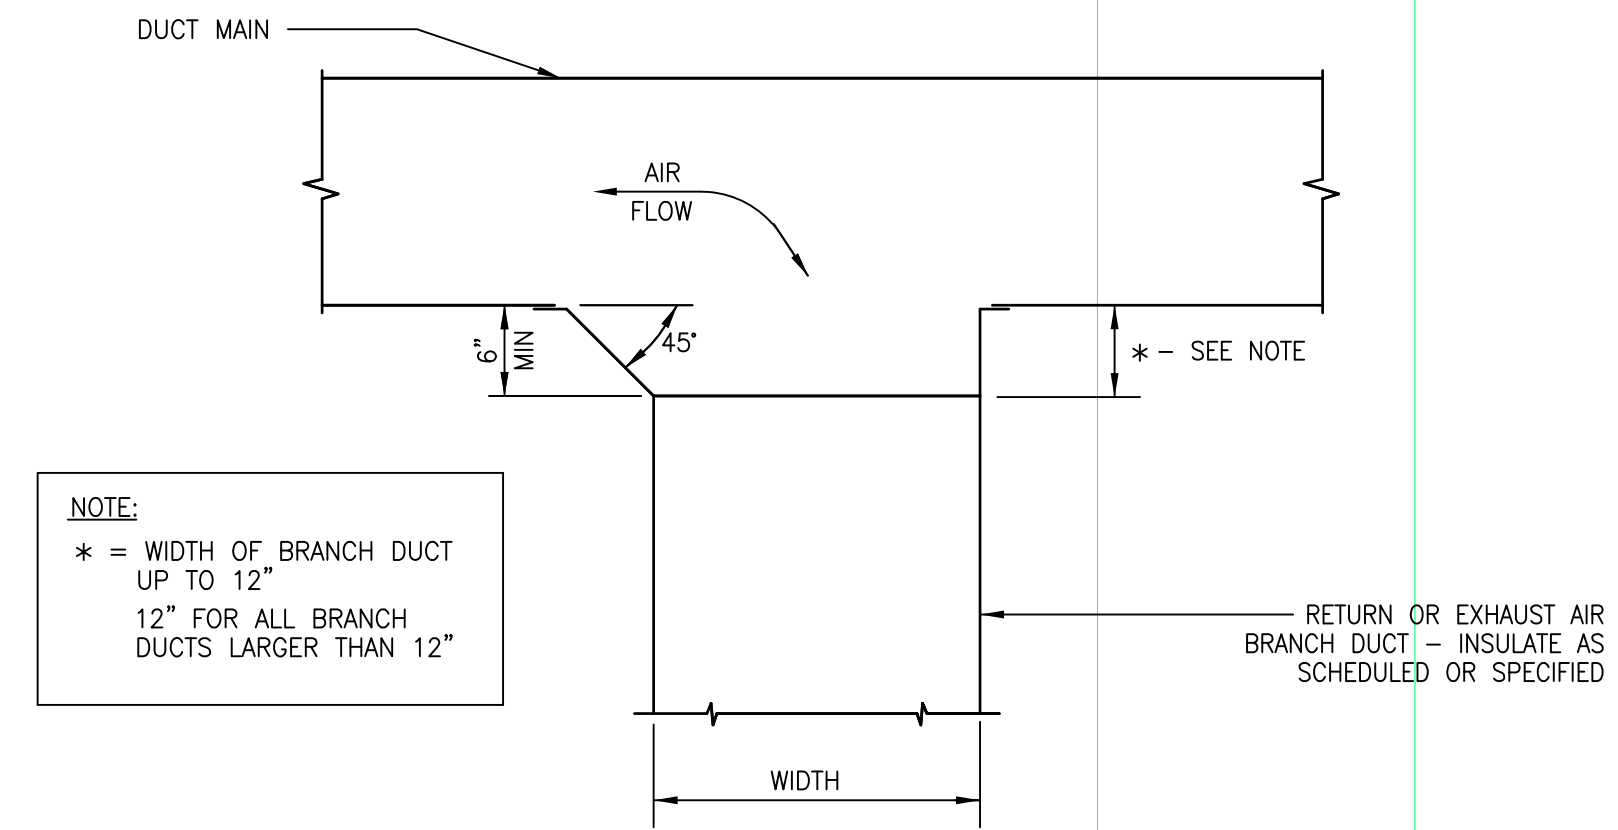 DUCT MAIN
AIR
FLOW
6”
MIN
45°
* – SEE NOTE
NOTE:
* = WIDTH OF BRANCH DUCT
UP TO 12”
12” FOR ALL BRANCH
DUCTS LARGER THAN 12”
RETURN OR EXHAUST AIR
BRANCH DUCT – INSULATE AS
SCHEDULED OR SPECIFIED
WIDTH